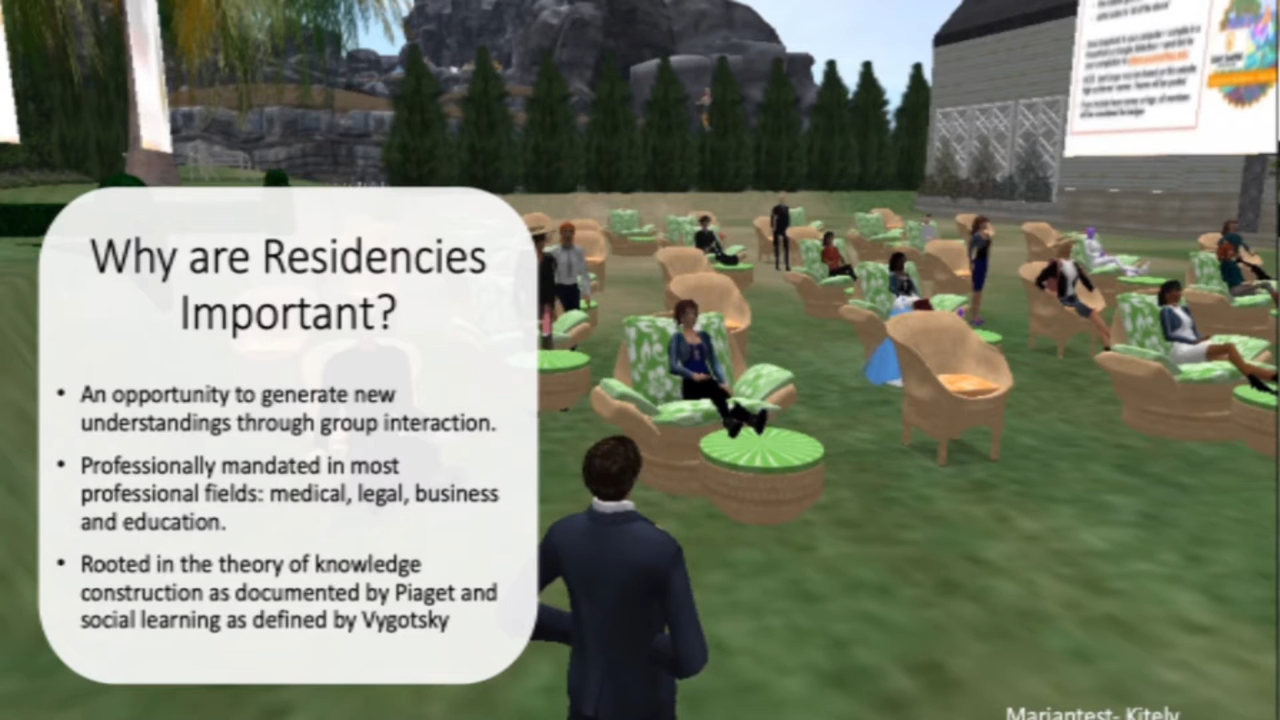 Why are Residencies
Important?
• An opportunity to generate new
understandings through group interaction.
• Professionally mandated in most
professional fields: medical, legal, business
and education.
• Rooted in the theory of knowledge
construction as documented by Piaget and
social learning as defined by Vygotsky
Mariantest- Kitely